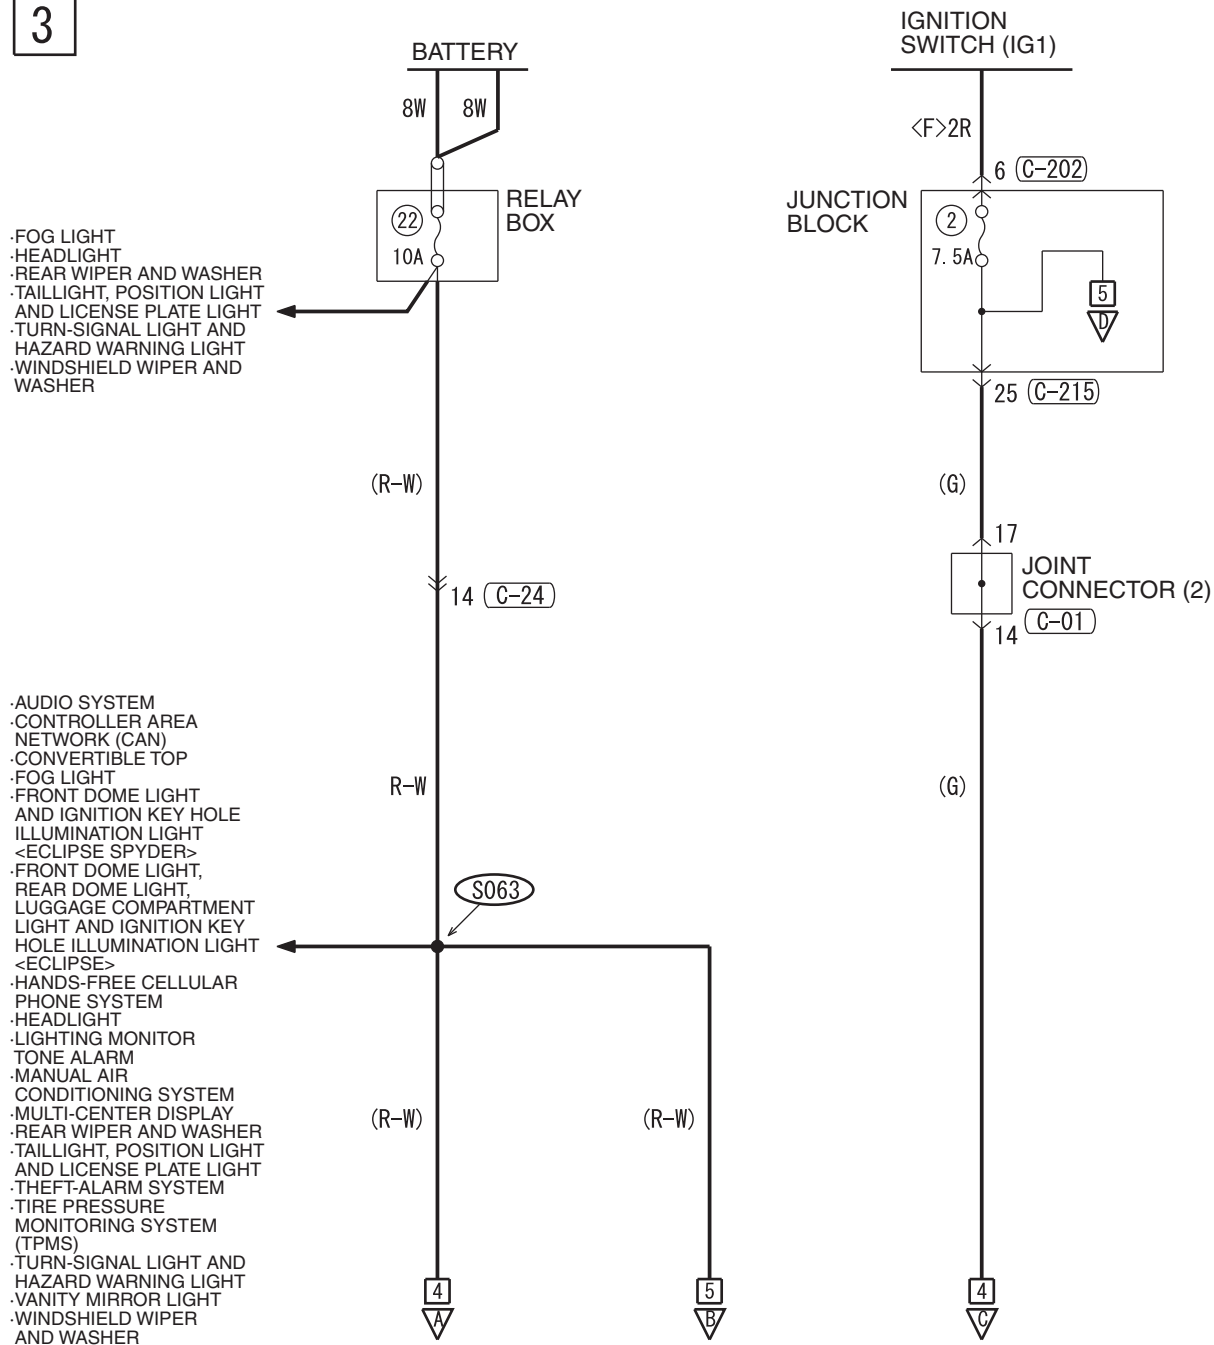 3
BATTERY
IGNITION
SWITCH (IG1)
8W
8W
<F>2R
6 C-202
RELAY
BOX
22
10A
JUNCTION
BLOCK
2
7.5A
5
D
·FOG LIGHT
·HEADLIGHT
·REAR WIPER AND WASHER
·TAILLIGHT, POSITION LIGHT
AND LICENSE PLATE LIGHT
·TURN-SIGNAL LIGHT AND
HAZARD WARNING LIGHT
·WINDSHIELD WIPER AND
WASHER
25 C-215
(R-W)
(G)
17
JOINT
CONNECTOR (2)
14 C-24
C-01
14
·AUDIO SYSTEM
·CONTROLLER AREA
NETWORK (CAN)
·CONVERTIBLE TOP
·FOG LIGHT
·FRONT DOME LIGHT
AND IGNITION KEY HOLE
ILLUMINATION LIGHT
<ECLIPSE SPYDER>
·FRONT DOME LIGHT,
REAR DOME LIGHT,
LUGGAGE COMPARTMENT
LIGHT AND IGNITION KEY
HOLE ILLUMINATION LIGHT
<ECLIPSE>
·HANDS-FREE CELLULAR
PHONE SYSTEM
·HEADLIGHT
·LIGHTING MONITOR
TONE ALARM
·MANUAL AIR
CONDITIONING SYSTEM
·MULTI-CENTER DISPLAY
·REAR WIPER AND WASHER
·TAILLIGHT, POSITION LIGHT
AND LICENSE PLATE LIGHT
·THEFT-ALARM SYSTEM
·TIRE PRESSURE
MONITORING SYSTEM
(TPMS)
·TURN-SIGNAL LIGHT AND
HAZARD WARNING LIGHT
·VANITY MIRROR LIGHT
·WINDSHIELD WIPER
AND WASHER
R-W
(G)
S063
(R-W)
(R-W)
4
A
5
B
4
C